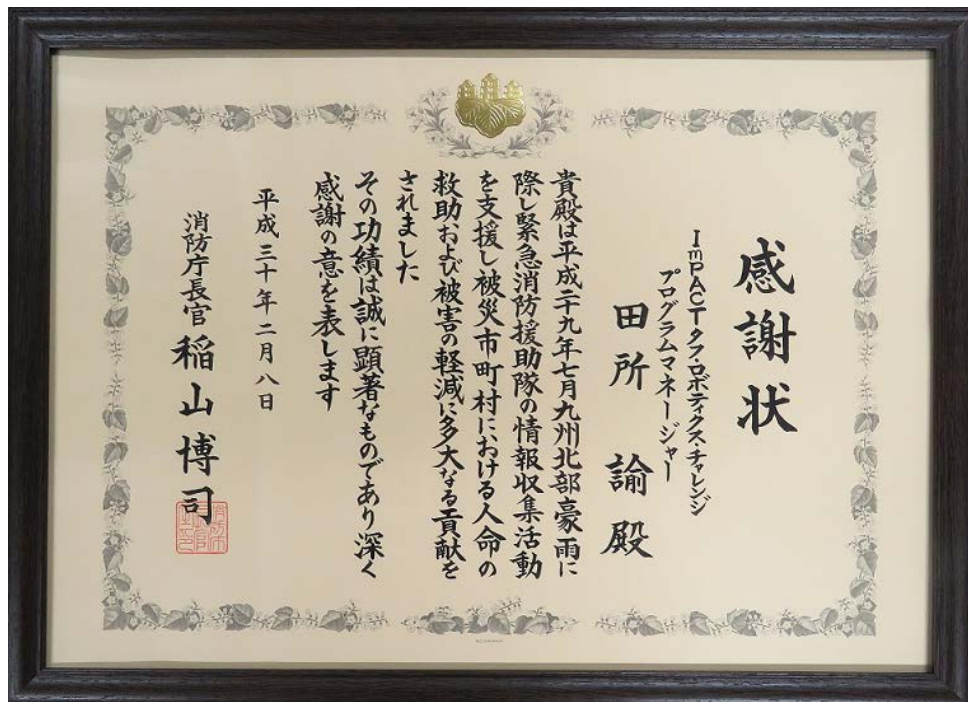 感謝状
ImPACTタフ・ロボティクス・チャレンジ
プログラムマネージャー
田所諭殿
貴殿は平成二十九年七月九州北部豪雨に
際し緊急消防援助隊の情報収集活動
を支援し被災市町村における人命の
救助および被害の軽減に多大なる貢献を
されました
その功績は誠に顕著なものであり深く
感謝の意を表します
平成三十年二月八日
消防庁長官 稲山博司